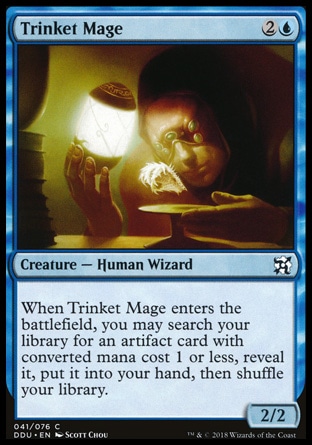 Trinket Mage 2
Creature — Human Wizard
When Trinket Mage enters the
battlefield, you may search your
library for an artifact card with
converted mana cost 1 or less, reveal
it, put it into your hand, then shuffle
your library.
2/2
041/076 C
DDU • EN Scott Chou ™ & © 2018 Wizards of the Coast